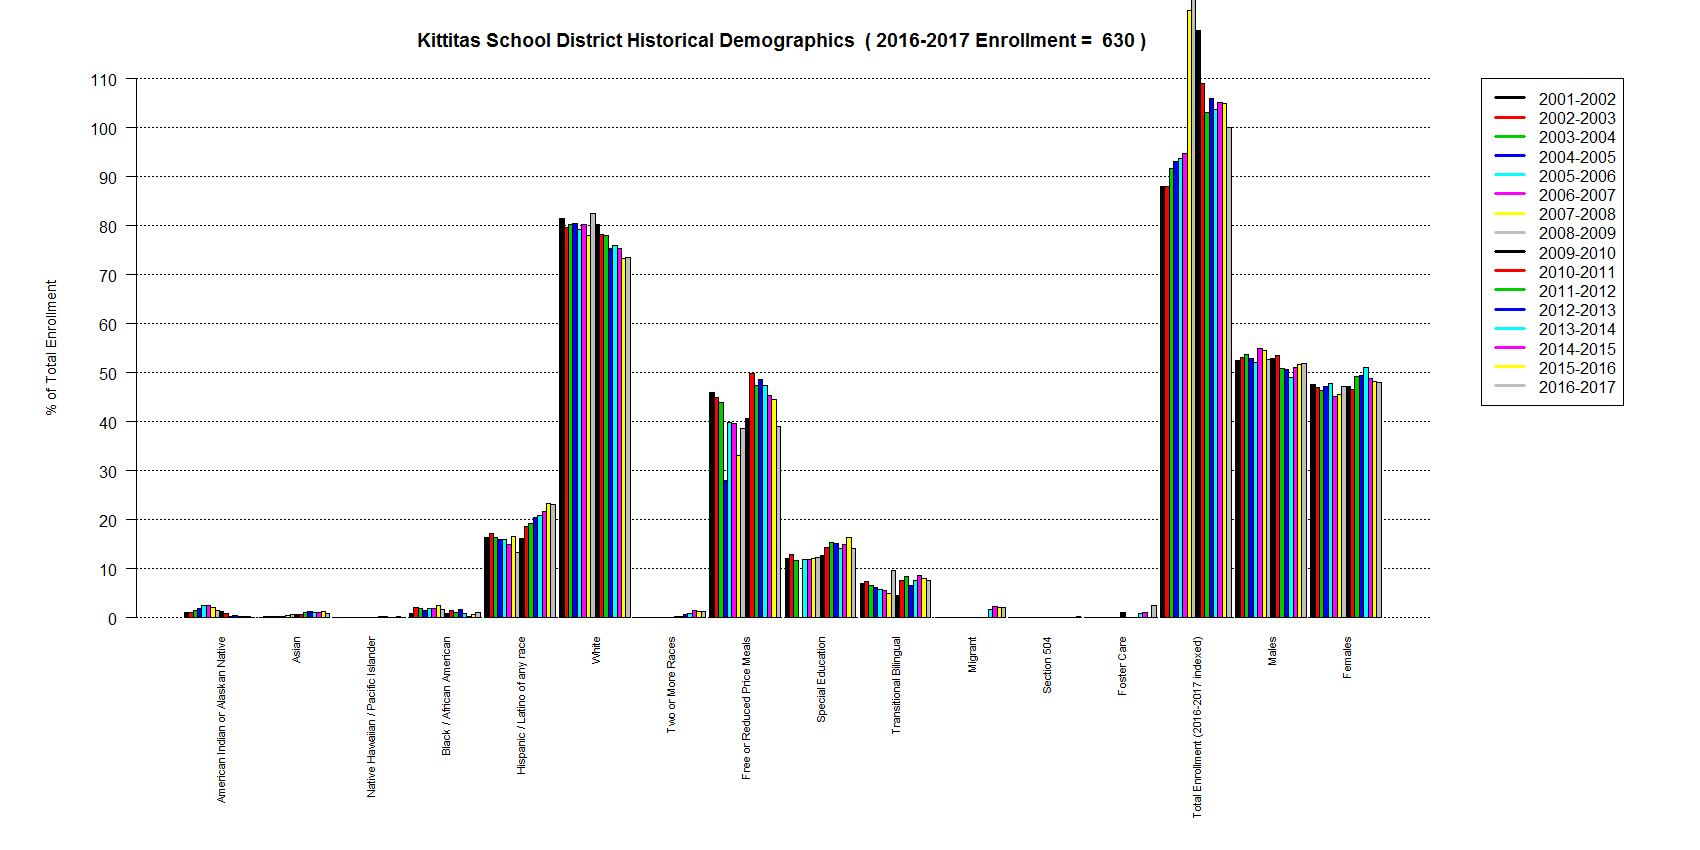 Kittitas School District Historical Demographics ( 2016-2017 Enrollment = 630 )
% of Total Enrollment
110
100
90
80
70
60
50
40
30
20
10
0
American Indian or Alaskan Native
Asian
Native Hawaiian / Pacific Islander
Black / African American
Hispanic / Latino of any race
White
Two or More Races
Free or Reduced Price Meals
Special Education
Transitional Bilingual
Migrant
Section 504
Foster Care
Total Enrollment (2016-2017 indexed)
Males
Females
2001-2002
2002-2003
2003-2004
2004-2005
2005-2006
2006-2007
2007-2008
2008-2009
2009-2010
2010-2011
2011-2012
2012-2013
2013-2014
2014-2015
2015-2016
2016-2017